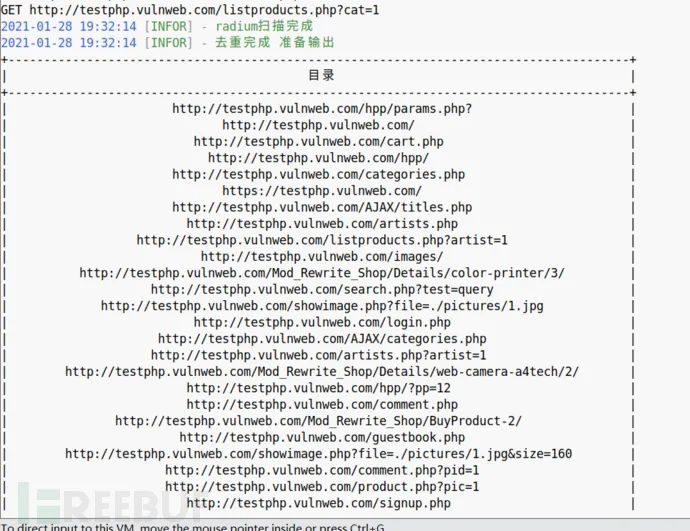 GET http://testphp.vulnweb.com/listproducts.php?cat=1
2021-01-28 19:32:14 [INFOR] - radium扫描完成
2021-01-28 19:32:14 [INFOR] - 去重完成 准备输出
目录
http://testphp.vulnweb.com/hpp/params.php?
http://testphp.vulnweb.com/
http://testphp.vulnweb.com/cart.php
http://testphp.vulnweb.com/hpp/
http://testphp.vulnweb.com/categories.php
https://testphp.vulnweb.com/
http://testphp.vulnweb.com/AJAX/titles.php
http://testphp.vulnweb.com/artists.php
http://testphp.vulnweb.com/listproducts.php?artist=1
http://testphp.vulnweb.com/images/
http://testphp.vulnweb.com/Mod_Rewrite_Shop/Details/color-printer/3/
http://testphp.vulnweb.com/search.php?test=query
http://testphp.vulnweb.com/showimage.php?file=./pictures/1.jpg
http://testphp.vulnweb.com/login.php
http://testphp.vulnweb.com/AJAX/categories.php
http://testphp.vulnweb.com/artists.php?artist=1
http://testphp.vulnweb.com/Mod_Rewrite_Shop/Details/web-camera-a4tech/2/
http://testphp.vulnweb.com/hpp/?pp=12
http://testphp.vulnweb.com/comment.php
http://testphp.vulnweb.com/Mod_Rewrite_Shop/BuyProduct-2/
http://testphp.vulnweb.com/guestbook.php
http://testphp.vulnweb.com/showimage.php?file=./pictures/1.jpg&size=160
http://testphp.vulnweb.com/comment.php?pid=1
http://testphp.vulnweb.com/product.php?pic=1
http://testphp.vulnweb.com/signup.php
FREEBUF
To direct input to this VM, move the mouse pointer inside or press Ctrl+G.